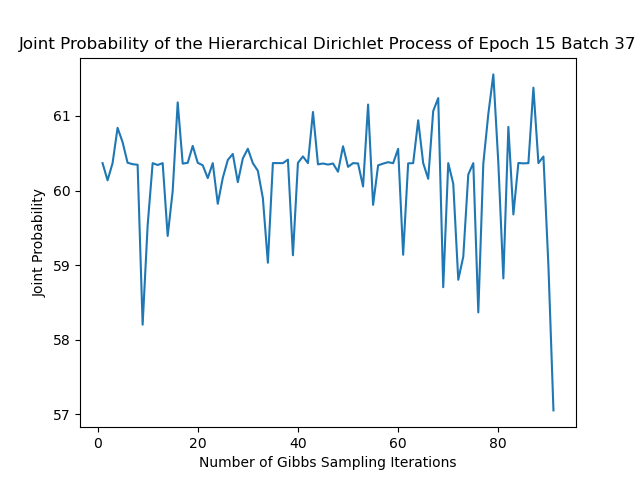 Joint Probability of the Hierarchical Dirichlet Process of Epoch 15 Batch 37
61
60
59
58
57
Joint Probability
0 20 40 60 80
Number of Gibbs Sampling Iterations